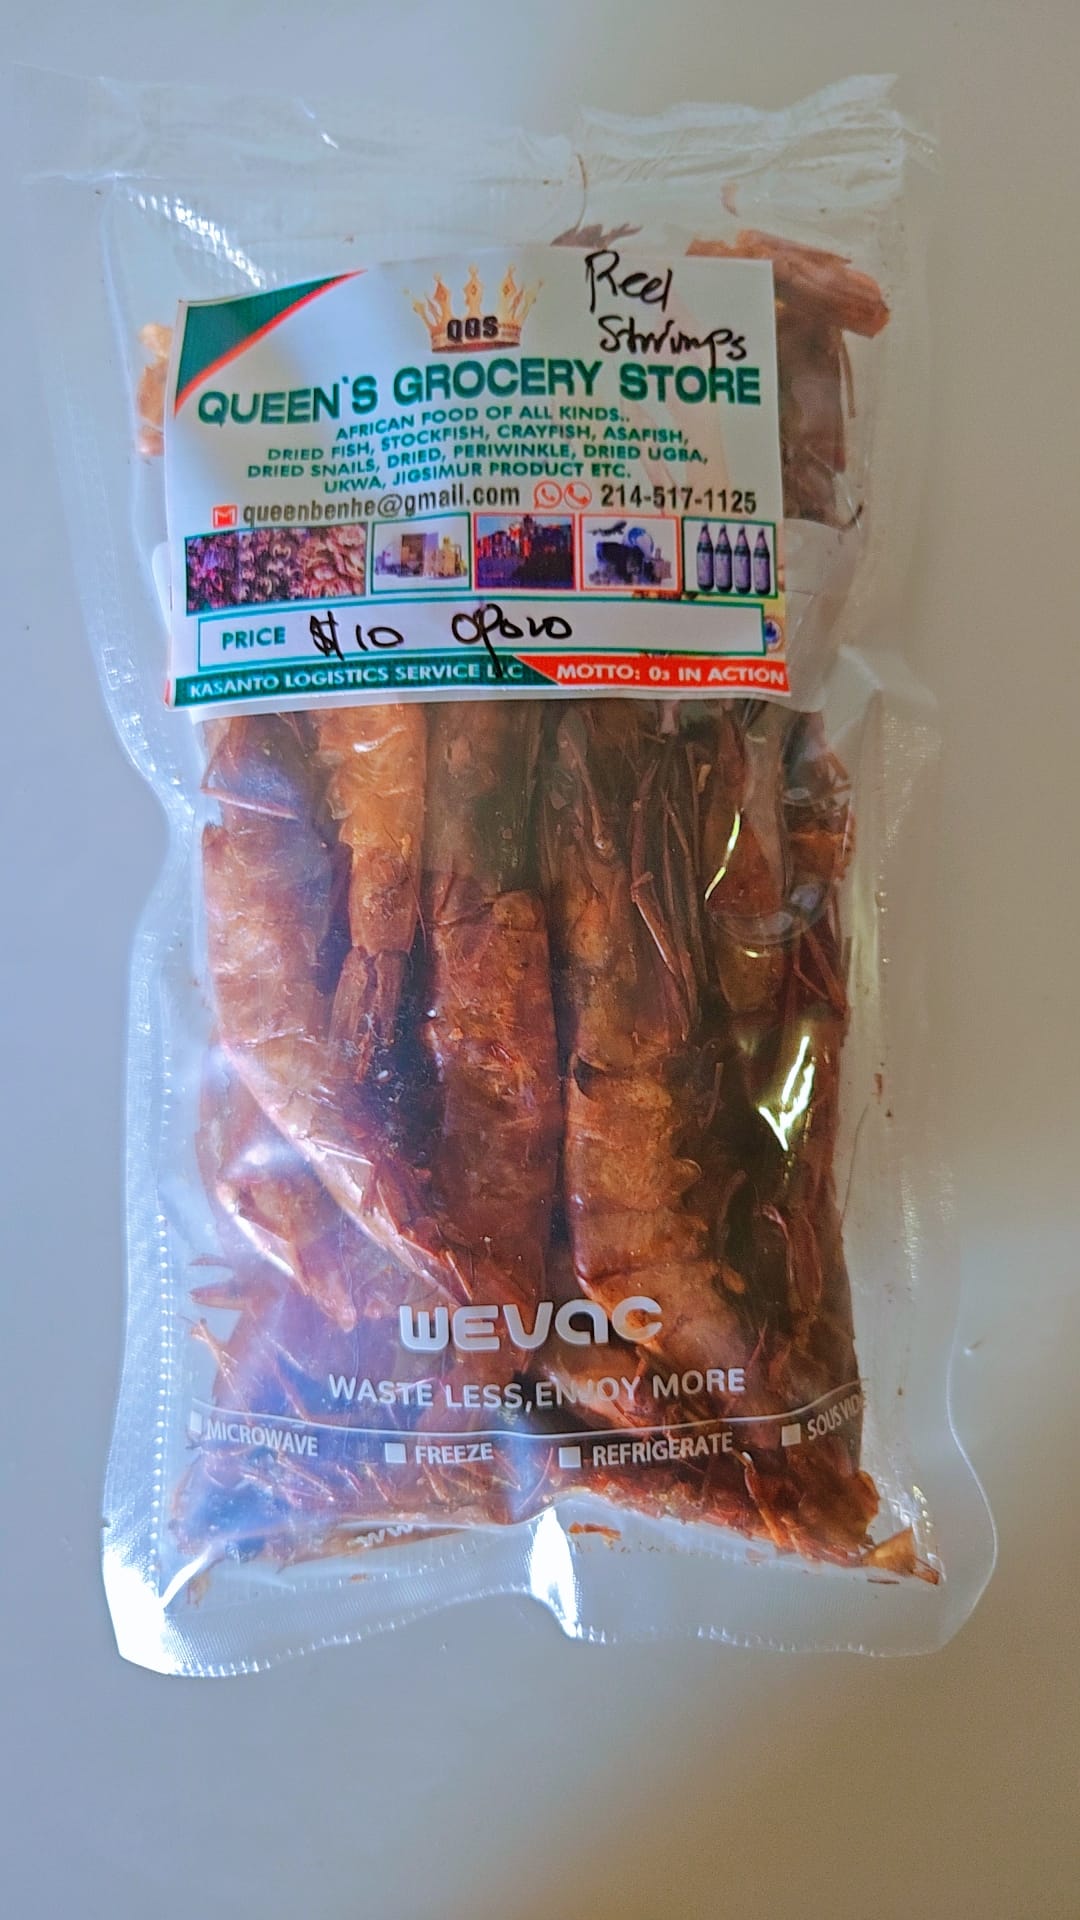 Reel
Shrimps
QGS
QUEEN'S GROCERY STORE
AFRICAN FOOD OF ALL KINDS..
DRIED FISH, STOCKFISH, CRAYFISH, ASAFISH,
DRIED SNAILS, DRIED, PERIWINKLE, DRIED UGBA,
UKWA, JIGSIMUR PRODUCT ETC.
queenbenhe@gmail.com 214-517-1125
PRICE $10 oporo
KASANTO LOGISTICS SERVICE LLC MOTTO: 03 IN ACTION
WEVAC
WASTE LESS,ENJOY MORE
MICROWAVE FREEZE REFRIGERATE SOUS VIDE